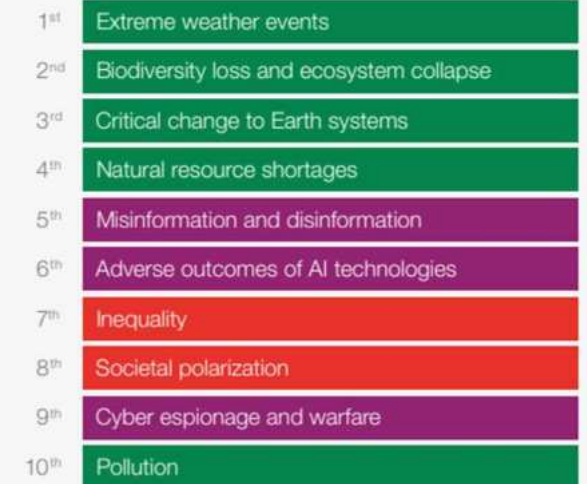 1st Extreme weather events
2nd Biodiversity loss and ecosystem collapse
3rd Critical change to Earth systems
4th Natural resource shortages
5th Misinformation and disinformation
6th Adverse outcomes of AI technologies
7th Inequality
8th Societal polarization
9th Cyber espionage and warfare
10th Pollution